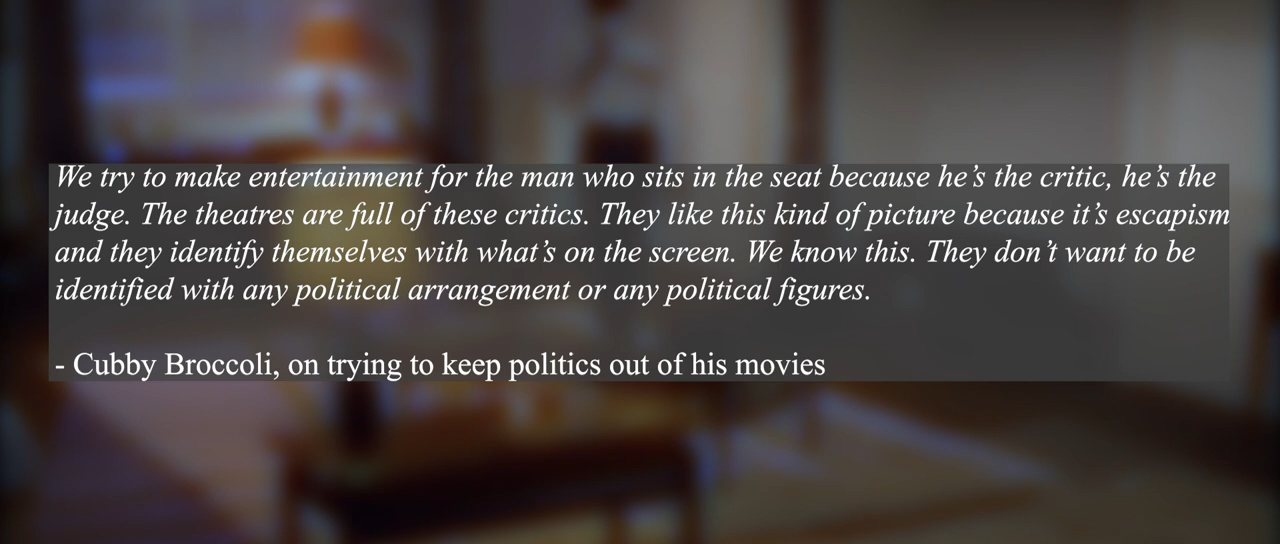 We try to make entertainment for the man who sits in the seat because he’s the critic, he’s the
judge. The theatres are full of these critics. They like this kind of picture because it’s escapism
and they identify themselves with what’s on the screen. We know this. They don’t want to be
identified with any political arrangement or any political figures.
- Cubby Broccoli, on trying to keep politics out of his movies